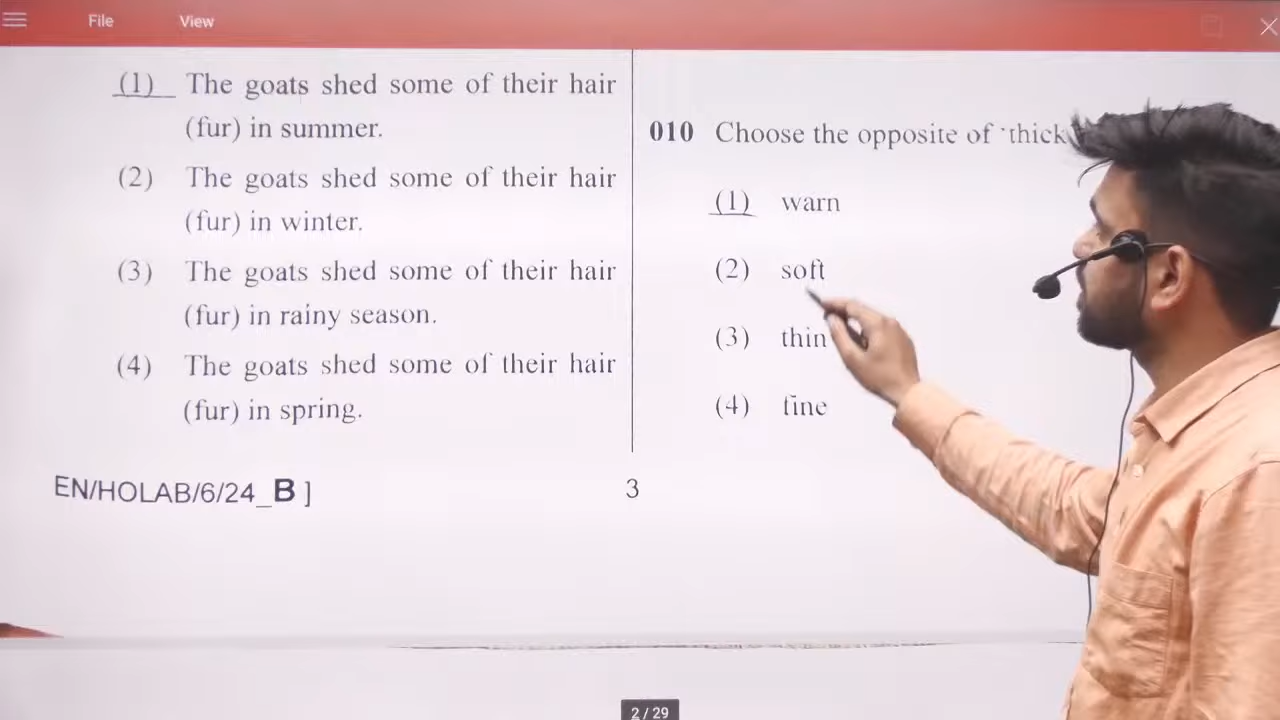 File View
(1) The goats shed some of their hair
(fur) in summer.
(2) The goats shed some of their hair
(fur) in winter.
(3) The goats shed some of their hair
(fur) in rainy season.
(4) The goats shed some of their hair
(fur) in spring.
EN/HOLAB/6/24_B ]
3
010 Choose the opposite of 'thick
(1) warn
(2) soft
(3) thin
(4) fine
2 / 29